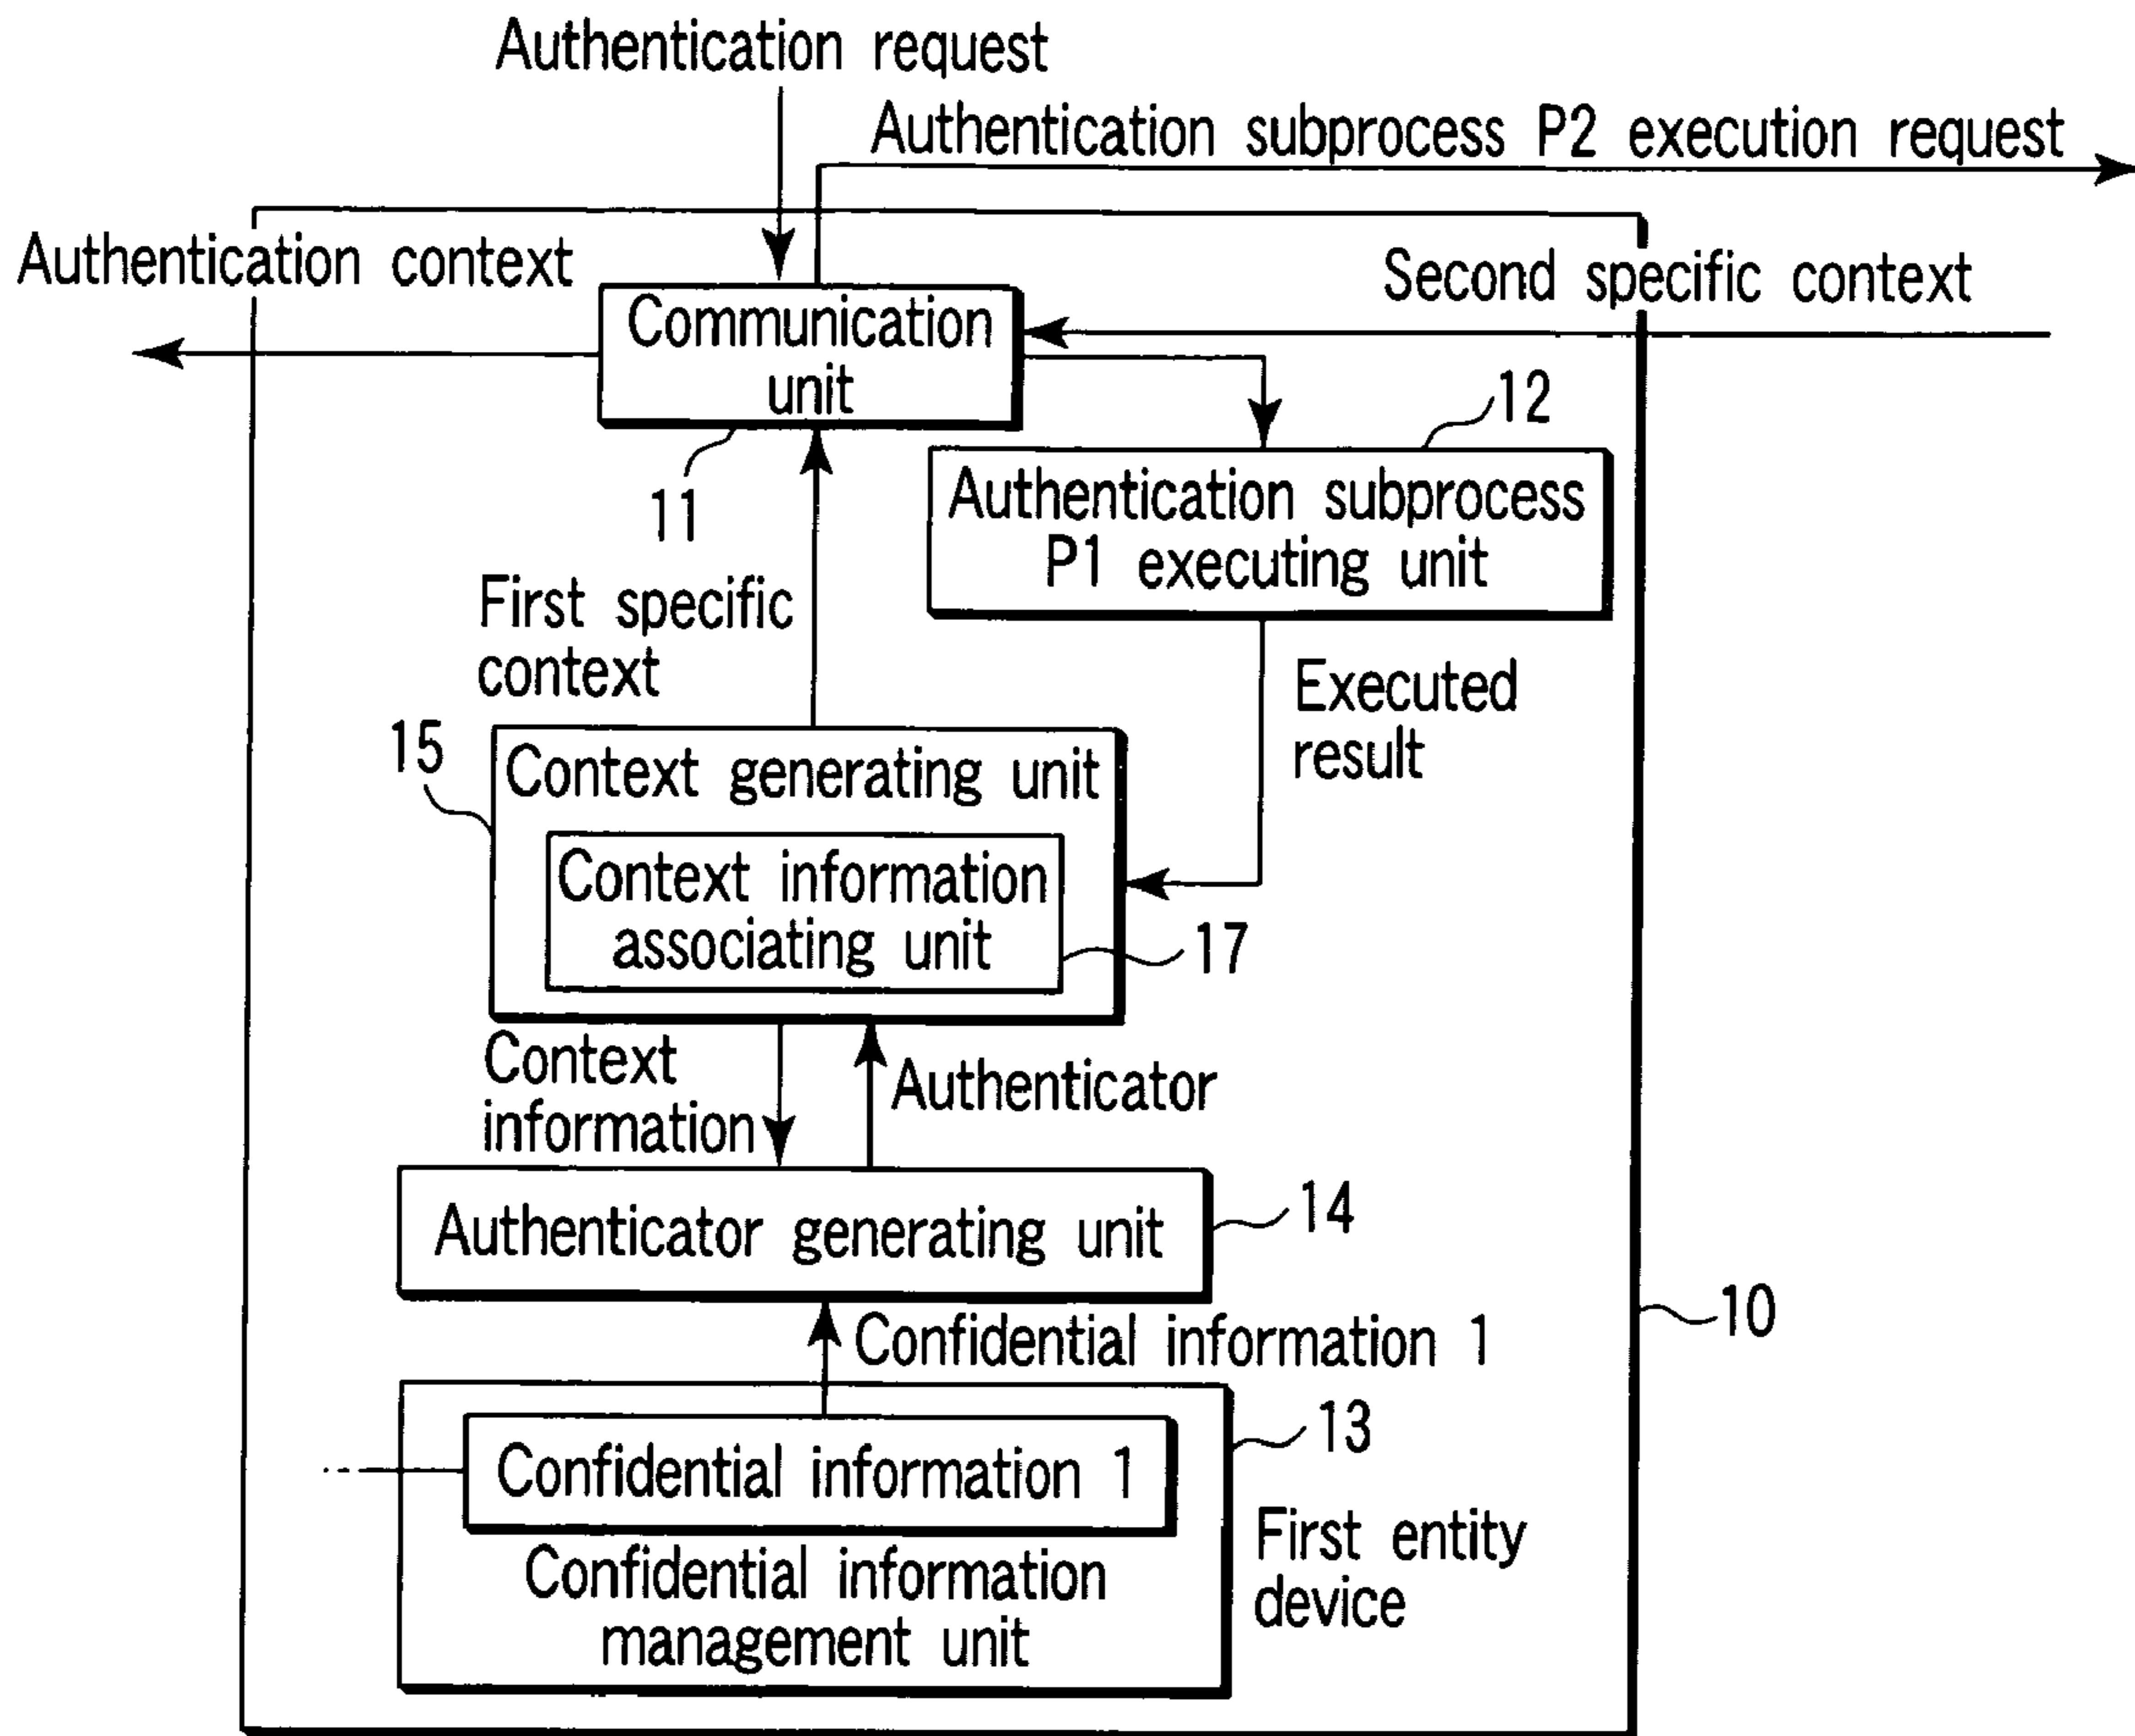 Authentication request
Authentication subprocess P2 execution request
Authentication context
Second specific context
Communication
unit
11
12
Authentication subprocess
P1 executing unit
First specific
context
Executed
result
15
Context generating unit
Context information
associating unit
17
Context
information
Authenticator
Authenticator generating unit
14
10
Confidential information 1
13
Confidential information 1
Confidential information
management unit
First entity
device